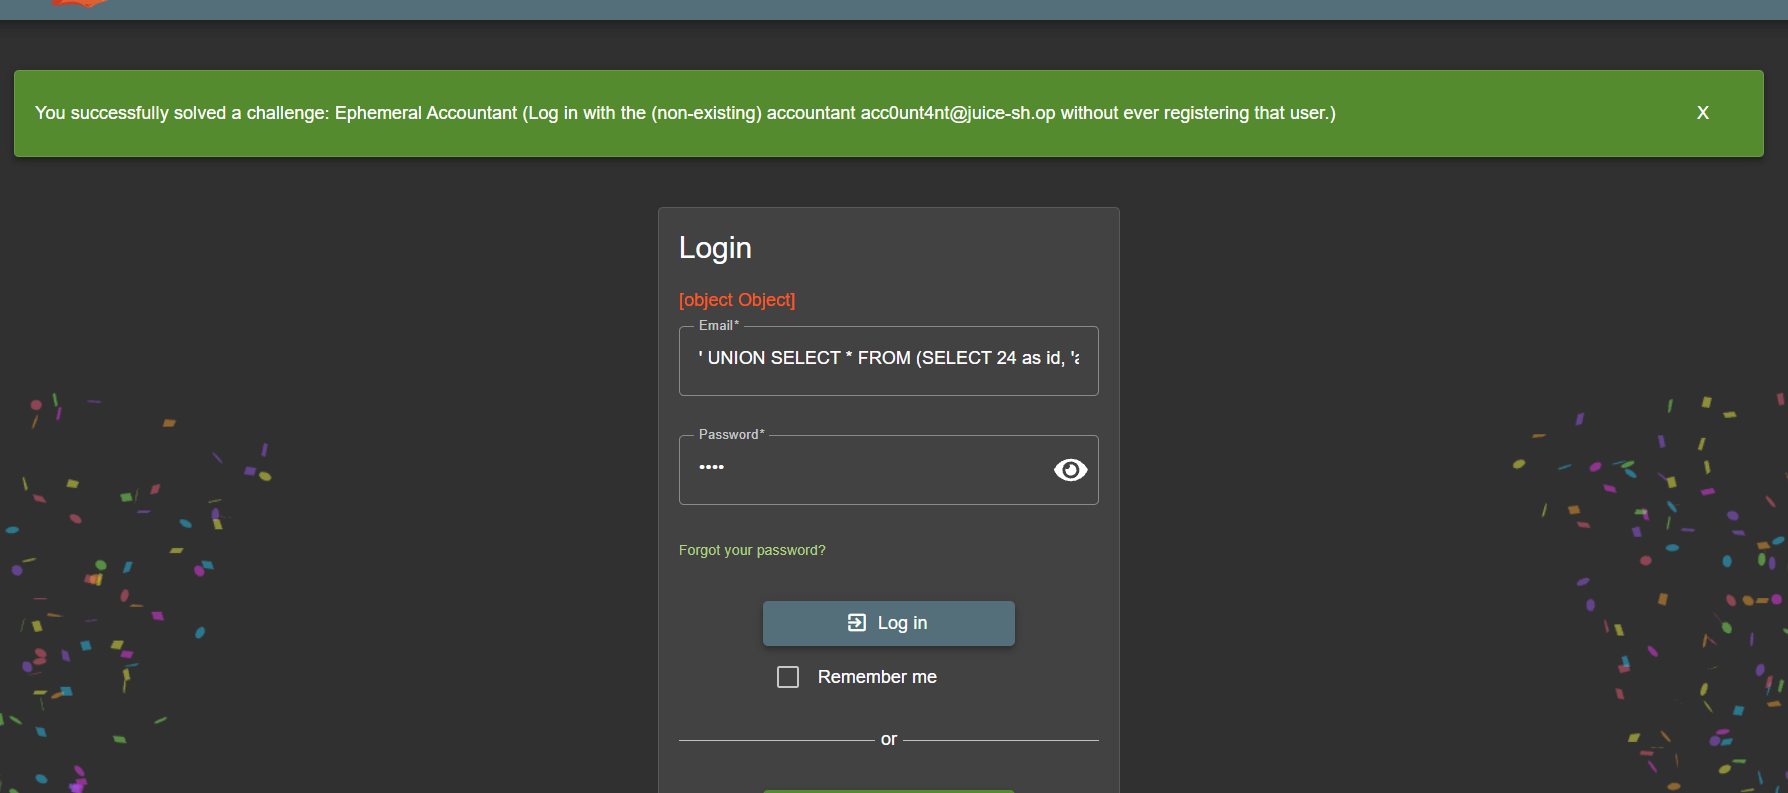 You successfully solved a challenge: Ephemeral Accountant (Log in with the (non-existing) accountant acc0unt4nt@juice-sh.op without ever registering that user.)
X
Login
[object Object]
Email*
' UNION SELECT * FROM (SELECT 24 as id, 'a
Password*
••••
Forgot your password?
Log in
Remember me
or